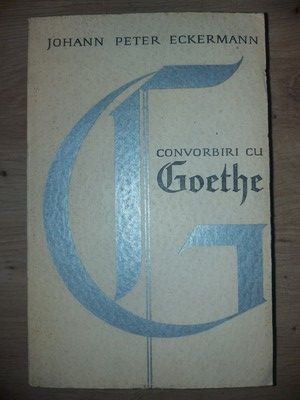 JOHANN PETER ECKERMANN
G
CONVORBIRI CU
Goethe